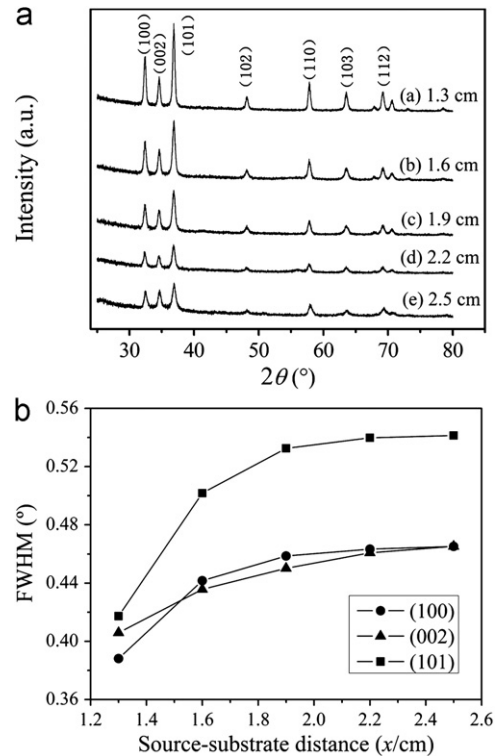 a
(100)
(002)
(101)
(102)
(110)
(103)
(112)
(a) 1.3 cm
(b) 1.6 cm
(c) 1.9 cm
(d) 2.2 cm
(e) 2.5 cm
Intensity (a.u.)
30 40 50 60 70 80
2θ (°)
b
0.56
0.52
0.48
0.44
0.40
0.36
FWHM (°)
(100)
(002)
(101)
1.2 1.4 1.6 1.8 2.0 2.2 2.4 2.6
Source-substrate distance (x/cm)